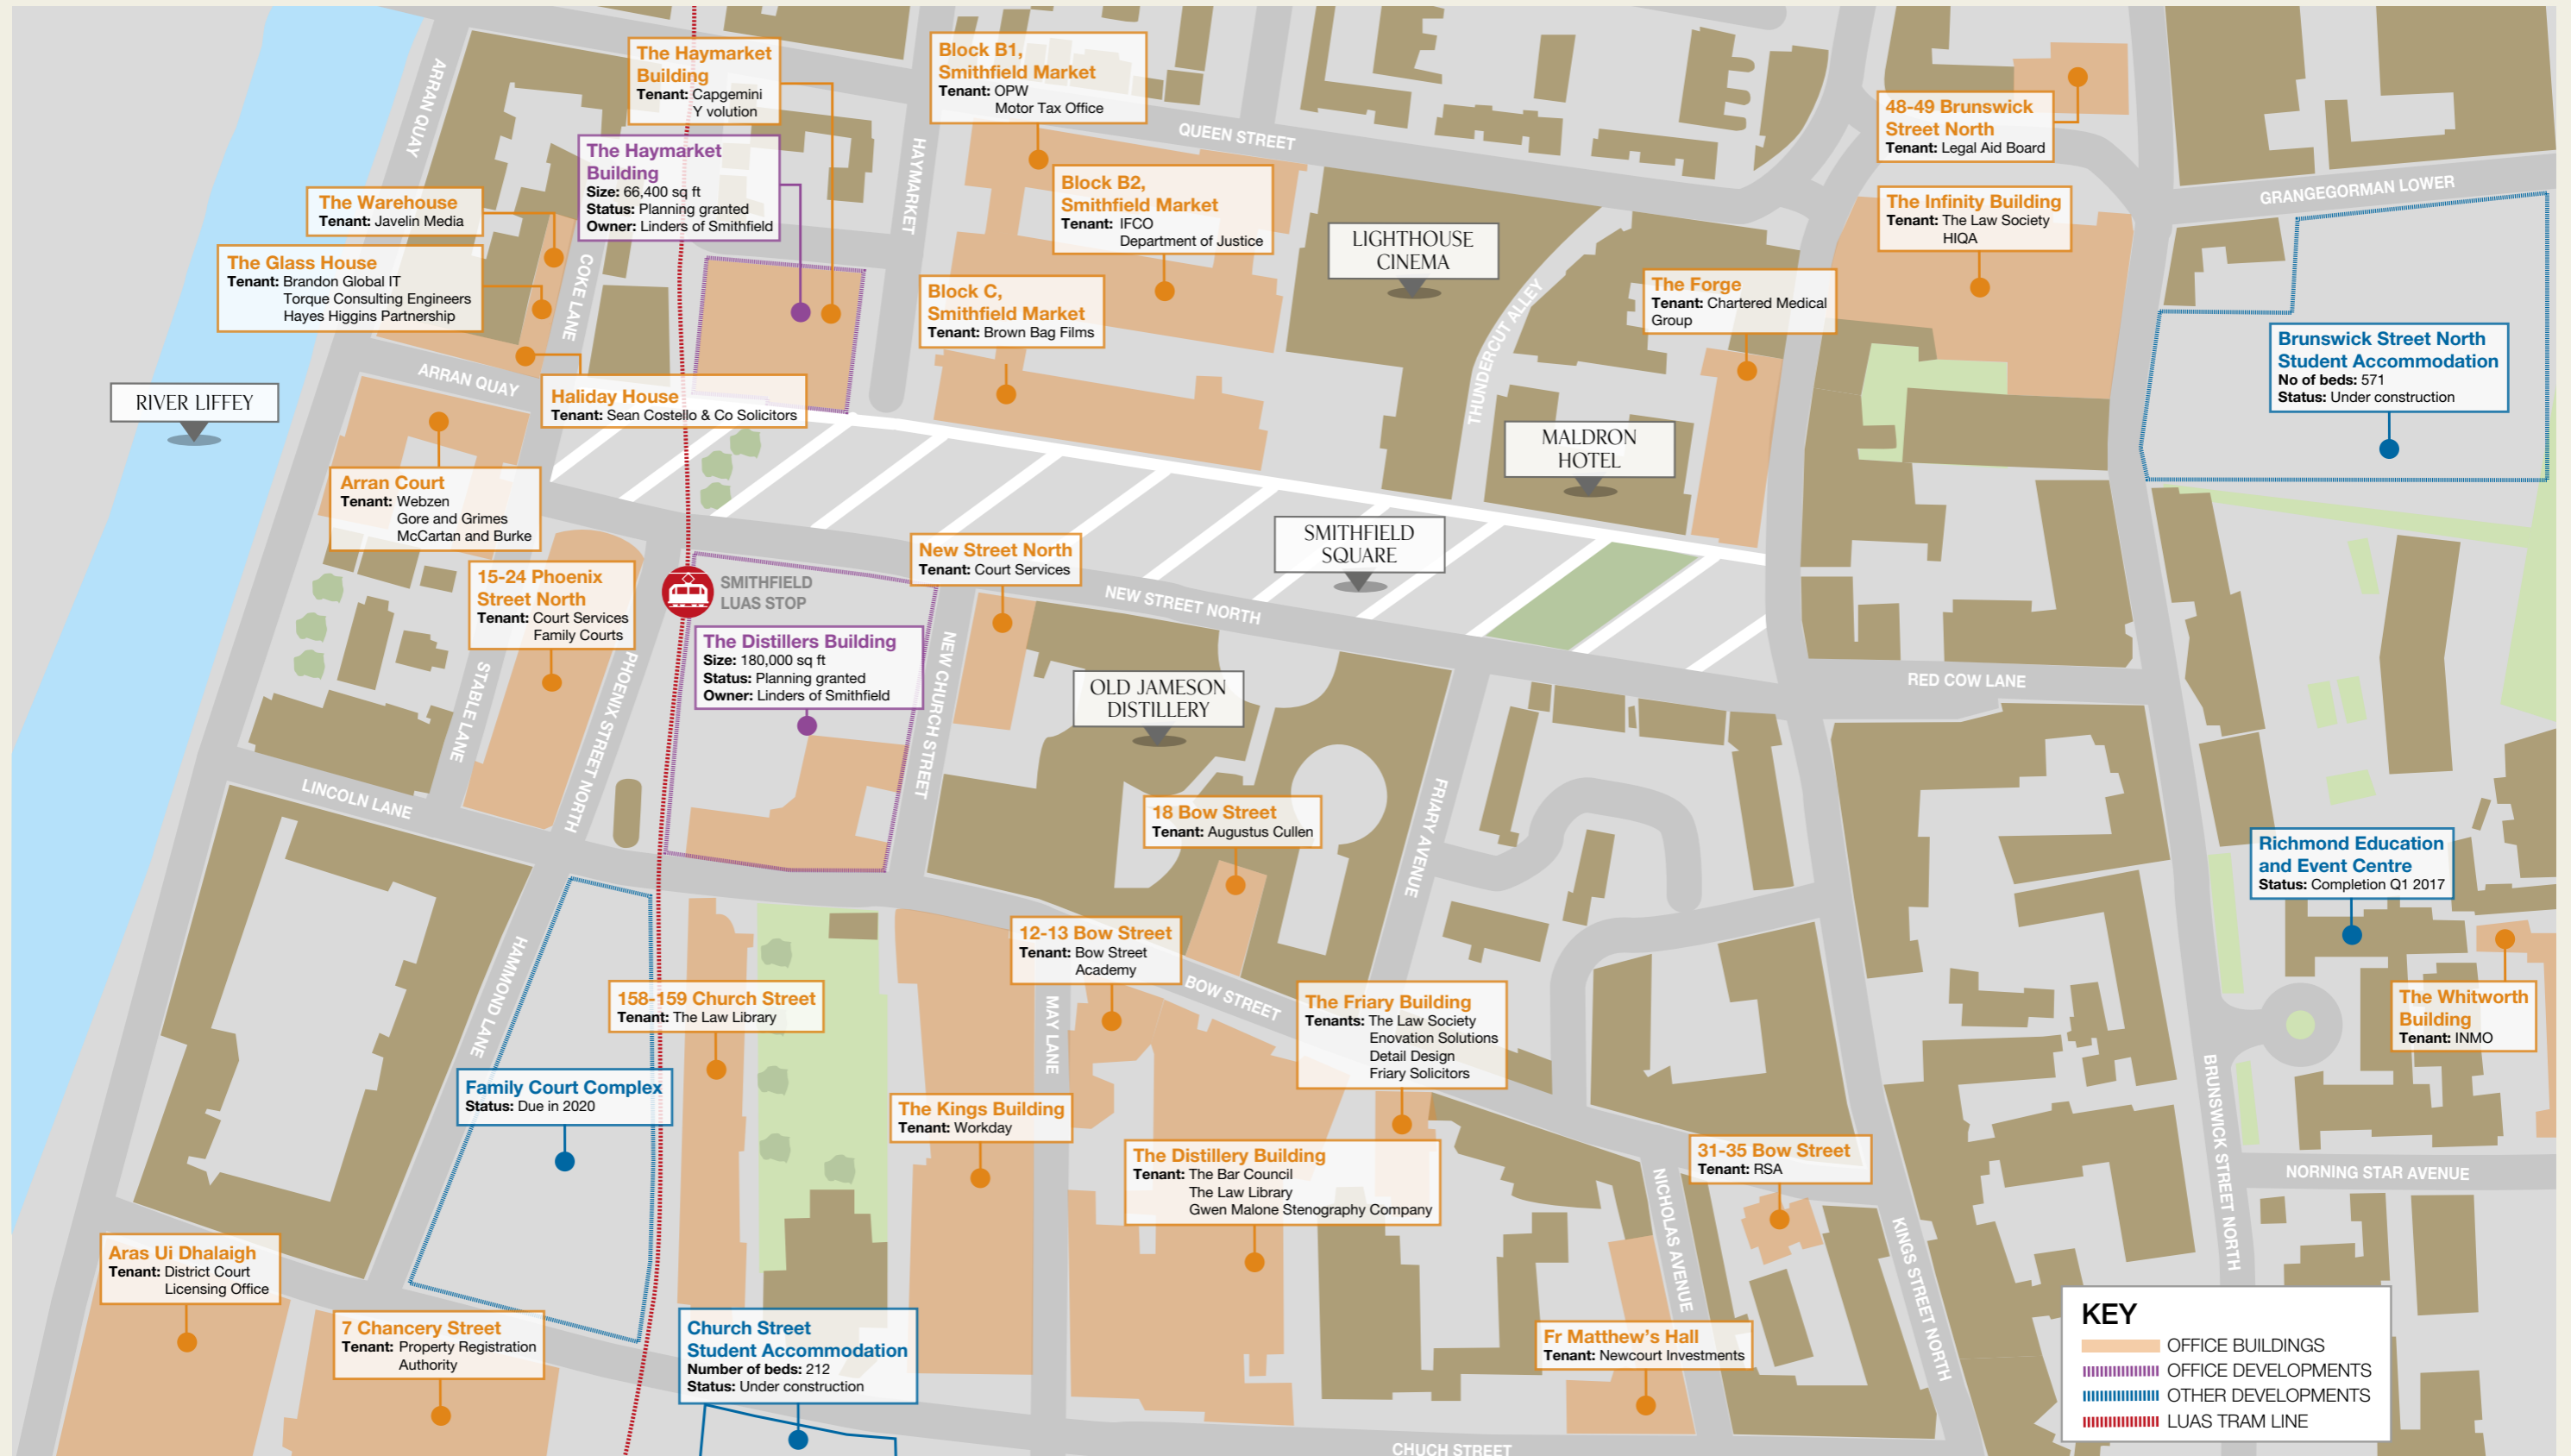 ARRAN QUAY
The Haymarket
Building
Tenant: Capgemini
Y volution
Block B1,
Smithfield Market
Tenant: OPW
Motor Tax Office
QUEEN STREET
48-49 Brunswick
Street North
Tenant: Legal Aid Board
The Haymarket
Building
Size: 66,400 sq ft
Status: Planning granted
Owner: Linders of Smithfield
HAYMARKET
Block B2,
Smithfield Market
Tenant: IFCO
Department of Justice
GRANGEGORMAN LOWER
The Warehouse
Tenant: Javelin Media
The Infinity Building
Tenant: The Law Society
HIQA
LIGHTHOUSE
CINEMA
The Glass House
Tenant: Brandon Global IT
Torque Consulting Engineers
Hayes Higgins Partnership
COKE LANE
Block C,
Smithfield Market
Tenant: Brown Bag Films
THUNDERCUT ALLEY
The Forge
Tenant: Chartered Medical
Group
Brunswick Street North
Student Accommodation
No of beds: 571
Status: Under construction
ARRAN QUAY
RIVER LIFFEY
Haliday House
Tenant: Sean Costello & Co Solicitors
MALDRON
HOTEL
Arran Court
Tenant: Webzen
Gore and Grimes
McCartan and Burke
SMITHFIELD
SQUARE
New Street North
Tenant: Court Services
15-24 Phoenix
Street North
Tenant: Court Services
Family Courts
SMITHFIELD
LUAS STOP
NEW STREET NORTH
The Distillers Building
Size: 180,000 sq ft
Status: Planning granted
Owner: Linders of Smithfield
NEW CHURCH STREET
STABLE LANE
PHOENIX STREET NORTH
OLD JAMESON
DISTILLERY
RED COW LANE
LINCOLN LANE
18 Bow Street
Tenant: Augustus Cullen
FRIARY AVENUE
Richmond Education
and Event Centre
Status: Completion Q1 2017
12-13 Bow Street
Tenant: Bow Street
Academy
BOW STREET
HAMMOND LANE
158-159 Church Street
Tenant: The Law Library
MAY LANE
The Friary Building
Tenants: The Law Society
Enovation Solutions
Detail Design
Friary Solicitors
The Whitworth
Building
Tenant: INMO
Family Court Complex
Status: Due in 2020
The Kings Building
Tenant: Workday
BRUNSWICK STREET NORTH
The Distillery Building
Tenant: The Bar Council
The Law Library
Gwen Malone Stenography Company
31-35 Bow Street
Tenant: RSA
NORNING STAR AVENUE
NICHOLAS AVENUE
KINGS STREET NORTH
Aras Ui Dhalaigh
Tenant: District Court
Licensing Office
7 Chancery Street
Tenant: Property Registration
Authority
Church Street
Student Accommodation
Number of beds: 212
Status: Under construction
Fr Matthew's Hall
Tenant: Newcourt Investments
CHUCH STREET
KEY
OFFICE BUILDINGS
OFFICE DEVELOPMENTS
OTHER DEVELOPMENTS
LUAS TRAM LINE